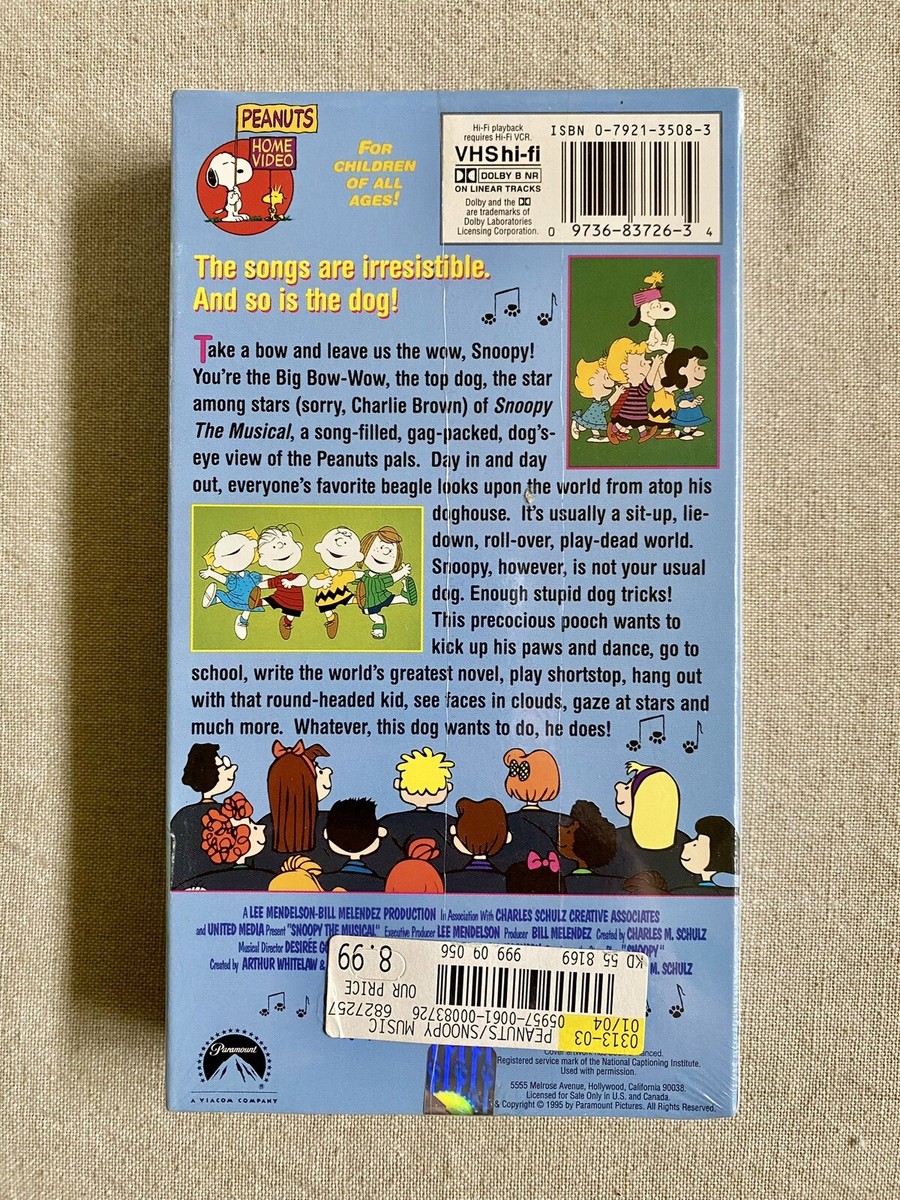 PEANUTS
HOME
VIDEO
FOR
CHILDREN
OF ALL
AGES!
Hi-Fi playback
requires Hi-Fi VCR.
VHS hi-fi
DOLBY B NR
ON LINEAR TRACKS
Dolby and the
are trademarks of
Dolby Laboratories
Licensing Corporation.
ISBN 0-7921-3508-3
0 9736-83726-3 4
The songs are irresistible.
And so is the dog!
Take a bow and leave us the wow, Snoopy!
You're the Big Bow-Wow, the top dog, the star
among stars (sorry, Charlie Brown) of Snoopy
The Musical, a song-filled, gag-packed, dog's-
eye view of the Peanuts pals. Day in and day
out, everyone's favorite beagle looks upon the world from atop his
doghouse. It's usually a sit-up, lie-
down, roll-over, play-dead world.
Snoopy, however, is not your usual
dog. Enough stupid dog tricks!
This precocious pooch wants to
kick up his paws and dance, go to
school, write the world's greatest novel, play shortstop, hang out
with that round-headed kid, see faces in clouds, gaze at stars and
much more. Whatever, this dog wants to do, he does!
A LEE MENDELSON-BILL MELENDEZ PRODUCTION In Association With CHARLES SCHULZ CREATIVE ASSOCIATES
and UNITED MEDIA Present "SNOOPY THE MUSICAL" Executive Producer LEE MENDELSON Producer BILL MELENDEZ Created by CHARLES M. SCHULZ
Musical Director DESIRÉE "SNOOPY"
Created by ARTHUR WHITELAW & M. SCHULZ
0313-03
01/04
PEANUTS/SNOOPY MUSIC
05957-0061-00083726 6827257
OUR PRICE
8.99
KD 55 8169 999 09 056
Paramount
A VIACOM COMPANY
Registered service mark of the National Captioning Institute.
Used with permission.
5555 Melrose Avenue, Hollywood, California 90038.
Licensed for Sale Only in U.S. and Canada.
& Copyright © 1995 by Paramount Pictures. All Rights Reserved.